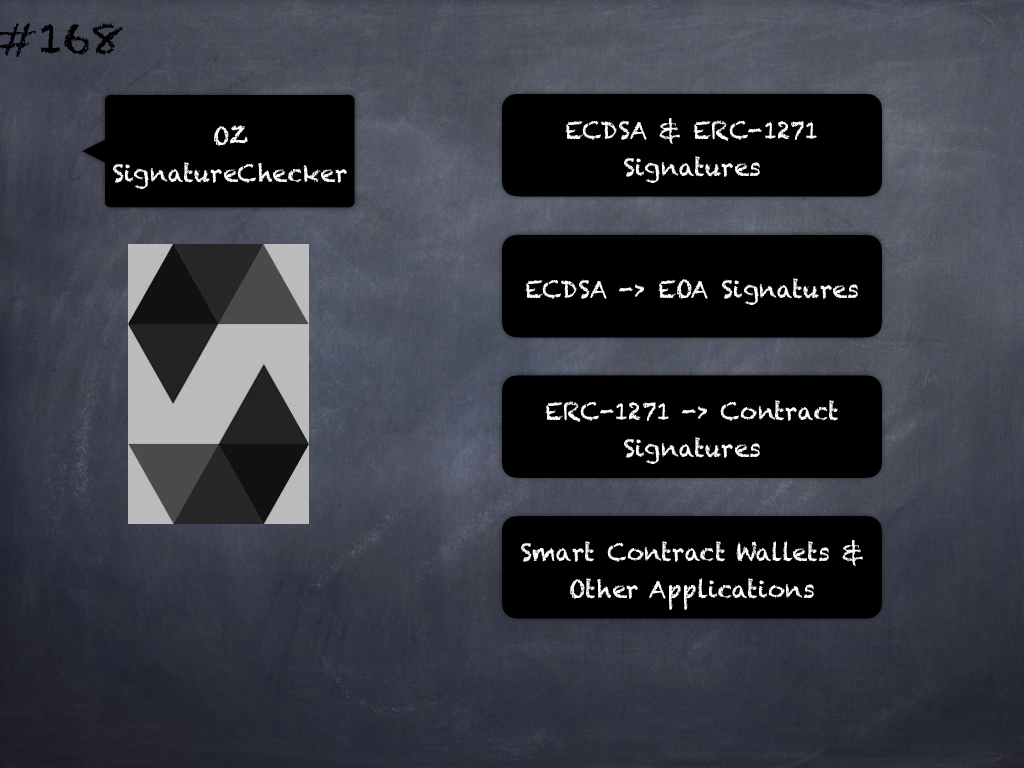 #168
OZ
SignatureChecker
ECDSA & ERC-1271
Signatures
ECDSA -> EOA Signatures
ERC-1271 -> Contract
Signatures
Smart Contract Wallets &
Other Applications